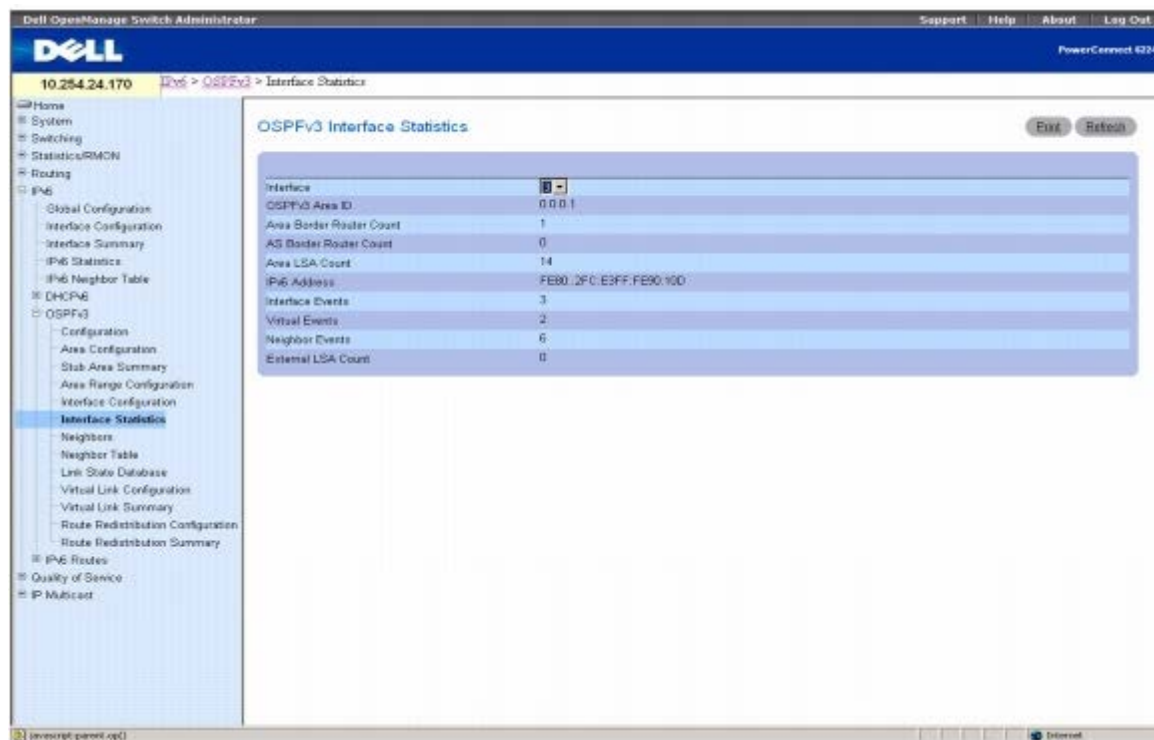 Dell OpenManage Switch Administrator
Support Help About Log Out
DELL
PowerConnect 6224
10.254.24.170
IPv6 > OSPFv3 > Interface Statistics
Home
System
Switching
Statistics/RMON
Routing
IPv6
Global Configuration
Interface Configuration
Interface Summary
IPv6 Statistics
IPv6 Neighbor Table
DHCPv6
OSPFv3
Configuration
Area Configuration
Stub Area Summary
Area Range Configuration
Interface Configuration
Interface Statistics
Neighbors
Neighbor Table
Link State Database
Virtual Link Configuration
Virtual Link Summary
Route Redistribution Configuration
Route Redistribution Summary
IPv6 Routes
Quality of Service
IP Multicast
OSPFv3 Interface Statistics
Print Refresh
Interface
OSPFv3 Area ID 0.0.0.1
Area Border Router Count 1
AS Border Router Count 0
Area LSA Count 14
IPv6 Address FE80::2FC:E3FF:FE90:10D
Interface Events 3
Virtual Events 2
Neighbor Events 6
External LSA Count 0
javascript:parent.op()
Internet